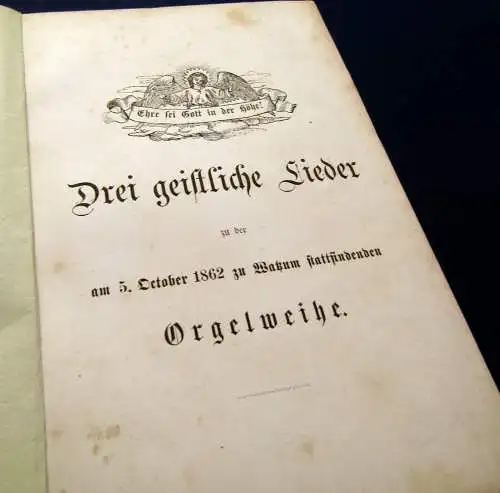 Ehre sei Gott in der Höhe!
Drei geistliche Lieder
zu der
am 5. October 1862 zu Watzum stattfindenden
Orgelweihe.